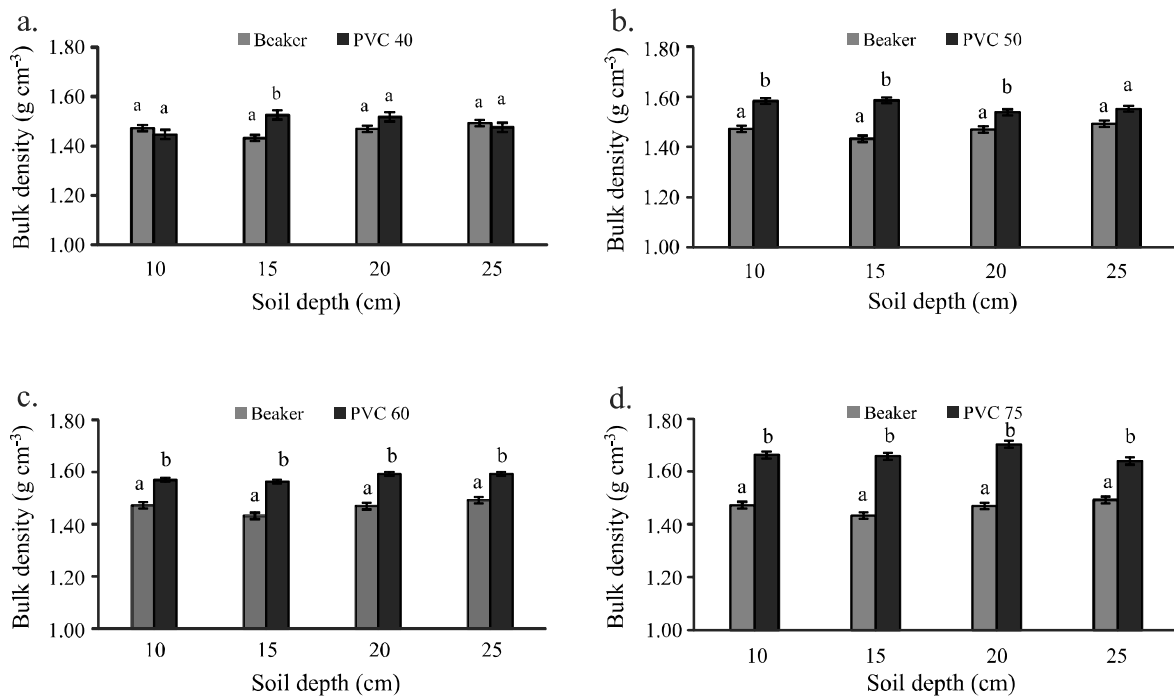 a.
Beaker PVC 40
Bulk density (g cm⁻³)
1.80
1.60
1.40
1.20
1.00
a a a b a a a a
10 15 20 25
Soil depth (cm)
b.
Beaker PVC 50
Bulk density (g cm⁻³)
1.80
1.60
1.40
1.20
1.00
a b a b a b a a
10 15 20 25
Soil depth (cm)
c.
Beaker PVC 60
Bulk density (g cm⁻³)
1.80
1.60
1.40
1.20
1.00
a b a b a b a b
10 15 20 25
Soil depth (cm)
d.
Beaker PVC 75
Bulk density (g cm⁻³)
1.80
1.60
1.40
1.20
1.00
a b a b a b a b
10 15 20 25
Soil depth (cm)